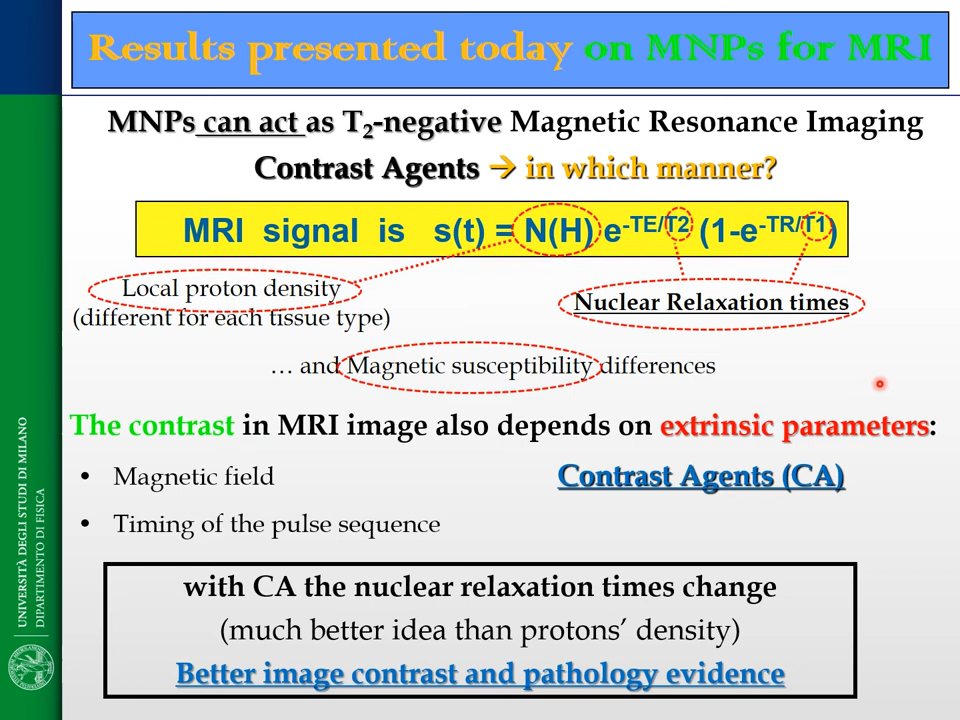 Results presented today on MNPs for MRI
MNPs can act as T2-negative Magnetic Resonance Imaging
Contrast Agents → in which manner?
MRI signal is s(t) = N(H) e-TE/T2 (1-e-TR/T1)
Local proton density
(different for each tissue type)
Nuclear Relaxation times
… and Magnetic susceptibility differences
The contrast in MRI image also depends on extrinsic parameters:
• Magnetic field
Contrast Agents (CA)
• Timing of the pulse sequence
with CA the nuclear relaxation times change
(much better idea than protons’ density)
Better image contrast and pathology evidence
UNIVERSITÀ DEGLI STUDI DI MILANO
DIPARTIMENTO DI FISICA